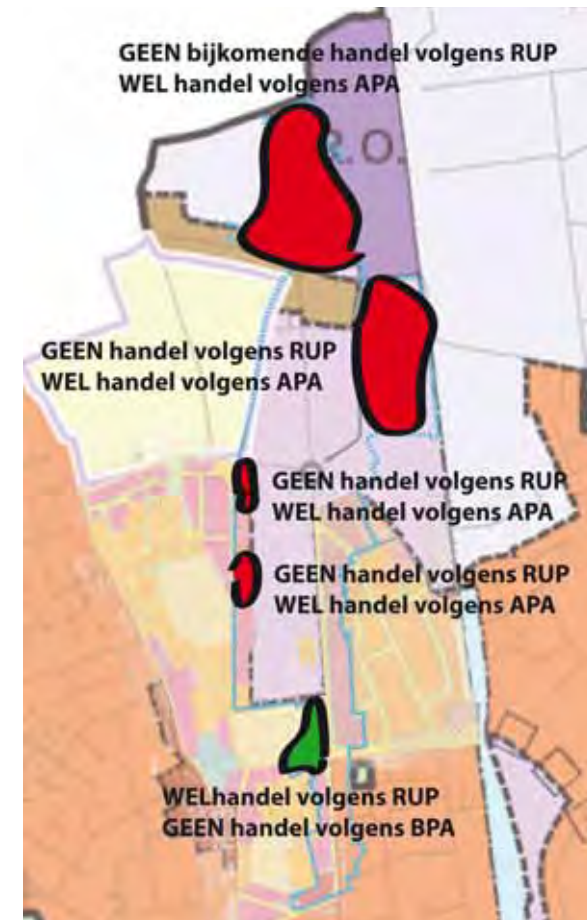 GEEN bijkomende handel volgens RUP
WEL handel volgens APA
R.O.
GEEN handel volgens RUP
WEL handel volgens APA
GEEN handel volgens RUP
WEL handel volgens APA
GEEN handel volgens RUP
WEL handel volgens APA
WELhandel volgens RUP
GEEN handel volgens BPA